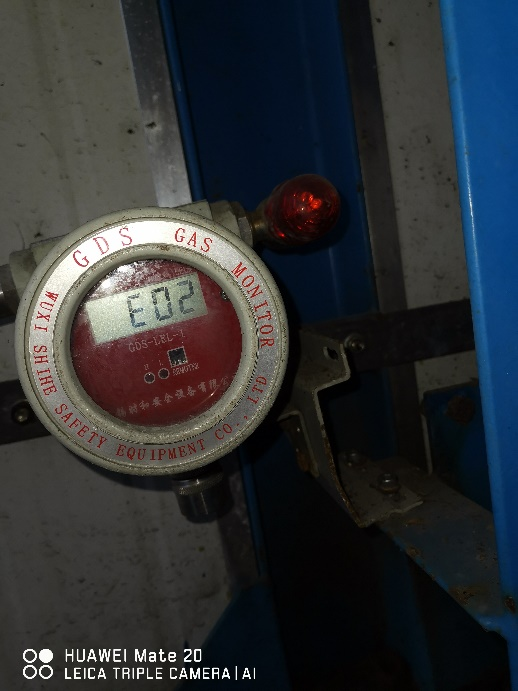 GDS GAS MONITOR
E02
GDS-LEL-1
H L
REMOTER
WUXI SHIHE SAFETY EQUIPMENT CO., LTD
HUAWEI Mate 20
LEICA TRIPLE CAMERA | AI